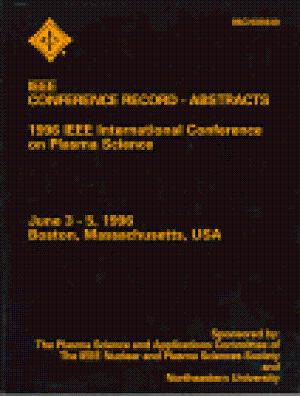 IEEE
CONFERENCE RECORD - ABSTRACTS
1996 IEEE International Conference
on Plasma Science
June 3 - 5, 1996
Boston, Massachusetts, USA
Sponsored by:
The Plasma Science and Applications Committee of
The IEEE Nuclear and Plasma Sciences Society
and
Northeastern University